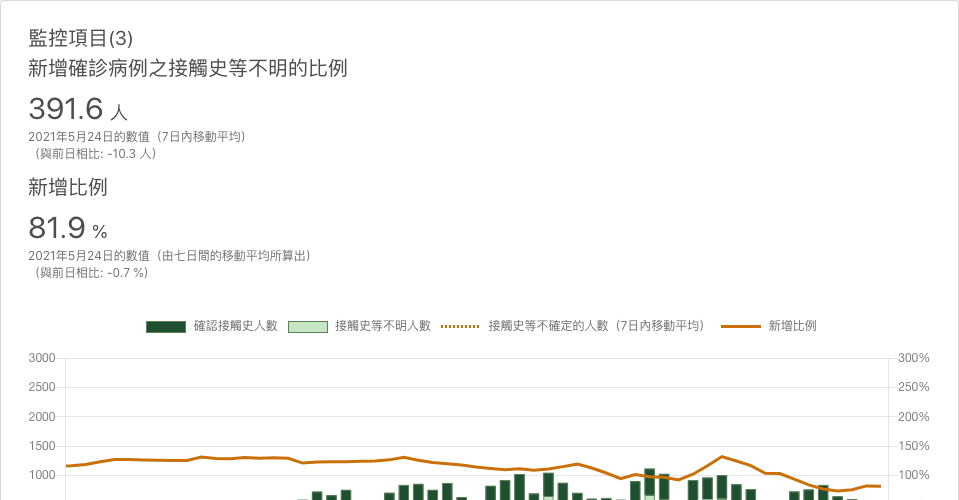 監控項目(3)
新增確診病例之接觸史等不明的比例
391.6 人
2021年5月24日的數值（7日內移動平均）
（與前日相比: -10.3 人）
新增比例
81.9 %
2021年5月24日的數值（由七日間的移動平均所算出）
（與前日相比: -0.7 %）
確認接觸史人數 接觸史等不明人數 接觸史等不確定的人數（7日內移動平均） 新增比例
3000 300%
2500 250%
2000 200%
1500 150%
1000 100%